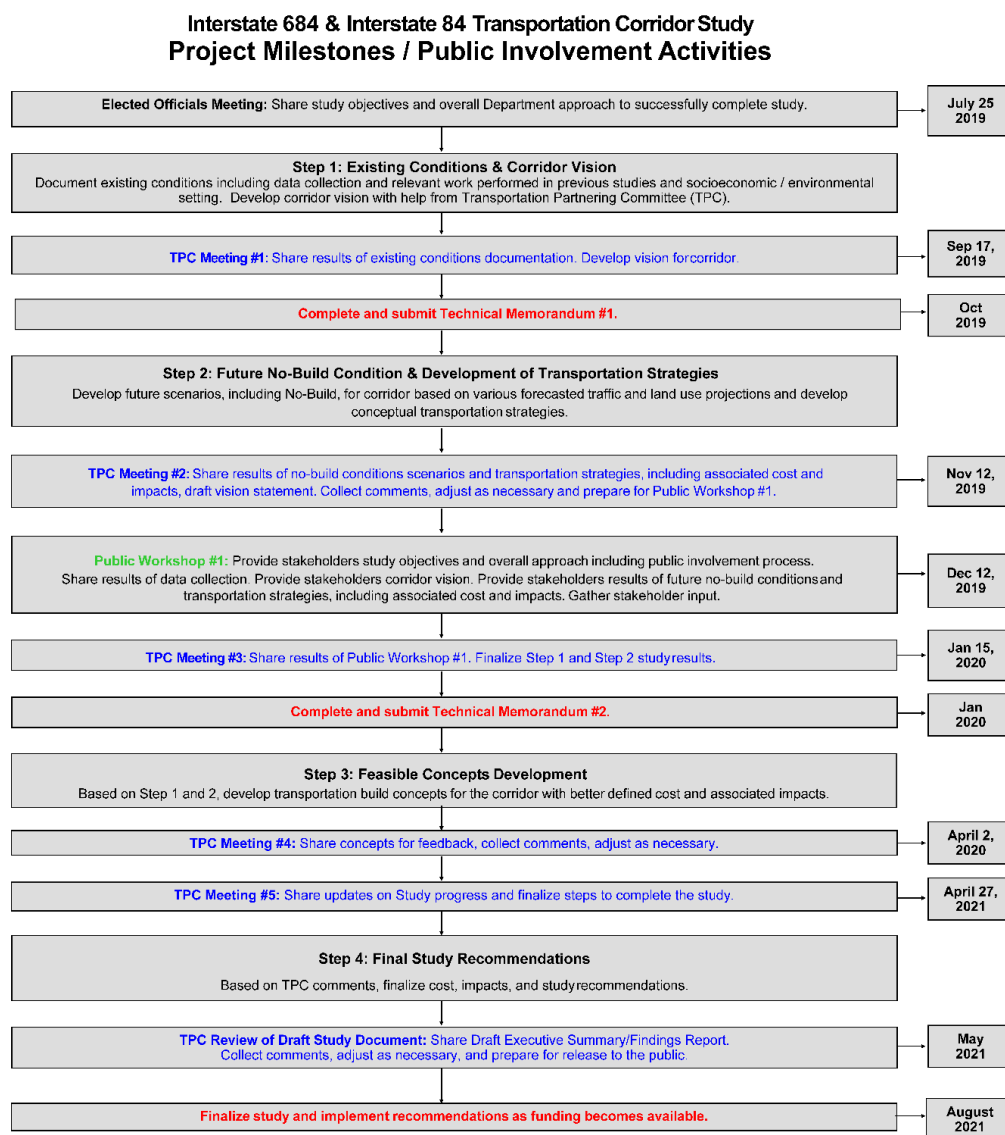 Interstate 684 & Interstate 84 Transportation Corridor Study
Project Milestones / Public Involvement Activities
Elected Officials Meeting: Share study objectives and overall Department approach to successfully complete study.
July 25
2019
Step 1: Existing Conditions & Corridor Vision
Document existing conditions including data collection and relevant work performed in previous studies and socioeconomic / environmental
setting. Develop corridor vision with help from Transportation Partnering Committee (TPC).
TPC Meeting #1: Share results of existing conditions documentation. Develop vision forcorridor.
Sep 17,
2019
Complete and submit Technical Memorandum #1.
Oct
2019
Step 2: Future No-Build Condition & Development of Transportation Strategies
Develop future scenarios, including No-Build, for corridor based on various forecasted traffic and land use projections and develop
conceptual transportation strategies.
TPC Meeting #2: Share results of no-build conditions scenarios and transportation strategies, including associated cost and
impacts, draft vision statement. Collect comments, adjust as necessary and prepare for Public Workshop #1.
Nov 12,
2019
Public Workshop #1: Provide stakeholders study objectives and overall approach including public involvement process.
Share results of data collection. Provide stakeholders corridor vision. Provide stakeholders results of future no-build conditions and
transportation strategies, including associated cost and impacts. Gather stakeholder input.
Dec 12,
2019
TPC Meeting #3: Share results of Public Workshop #1. Finalize Step 1 and Step 2 study results.
Jan 15,
2020
Complete and submit Technical Memorandum #2.
Jan
2020
Step 3: Feasible Concepts Development
Based on Step 1 and 2, develop transportation build concepts for the corridor with better defined cost and associated impacts.
TPC Meeting #4: Share concepts for feedback, collect comments, adjust as necessary.
April 2,
2020
TPC Meeting #5: Share updates on Study progress and finalize steps to complete the study.
April 27,
2021
Step 4: Final Study Recommendations
Based on TPC comments, finalize cost, impacts, and study recommendations.
TPC Review of Draft Study Document: Share Draft Executive Summary/Findings Report.
Collect comments, adjust as necessary, and prepare for release to the public.
May
2021
Finalize study and implement recommendations as funding becomes available.
August
2021